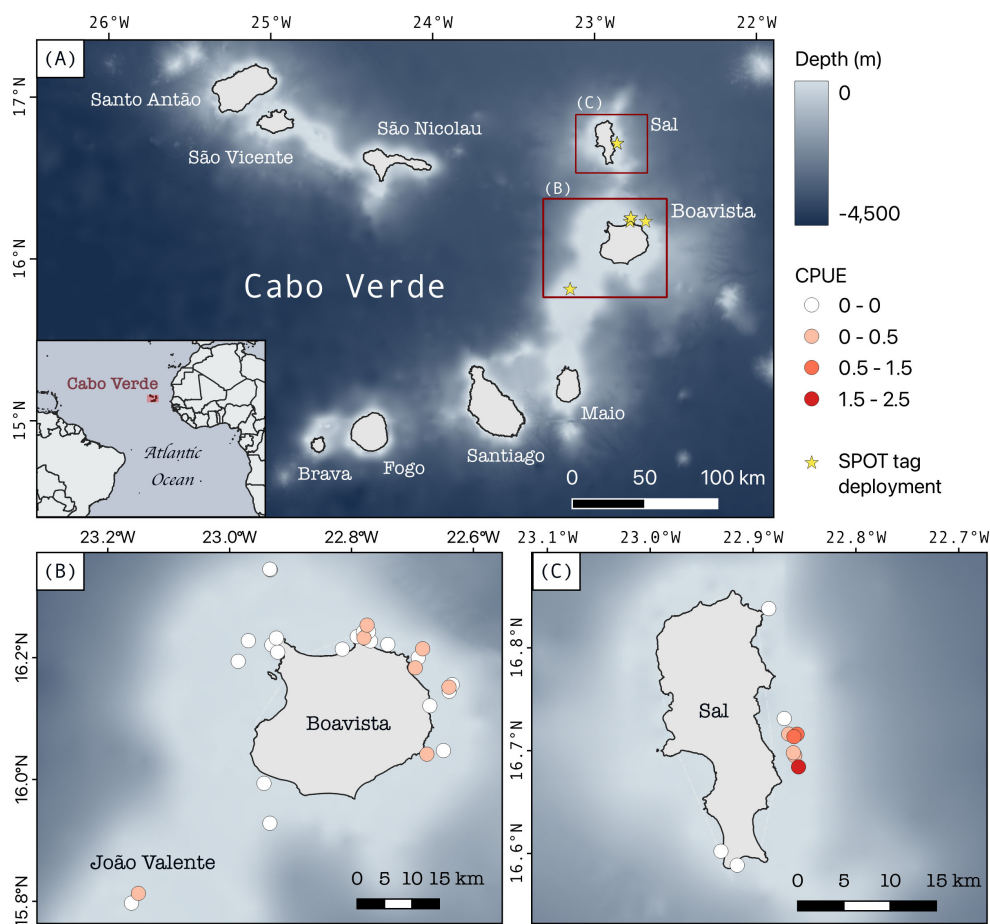 26°W 25°W 24°W 23°W 22°W
(A)
17°N
16°N
15°N
Santo Antão
São Vicente
São Nicolau
(C)
Sal
(B)
Boavista
Cabo Verde
Cabo Verde
Atlantic
Ocean
Brava
Fogo
Santiago
Maio
0 50 100 km
Depth (m)
0
-4,500
CPUE
0 - 0
0 - 0.5
0.5 - 1.5
1.5 - 2.5
SPOT tag
deployment
23.2°W 23.0°W 22.8°W 22.6°W
(B)
16.2°N
16.0°N
15.8°N
Boavista
João Valente
0 5 10 15 km
23.1°W 23.0°W 22.9°W 22.8°W 22.7°W
(C)
16.8°N
16.7°N
16.6°N
Sal
0 5 10 15 km